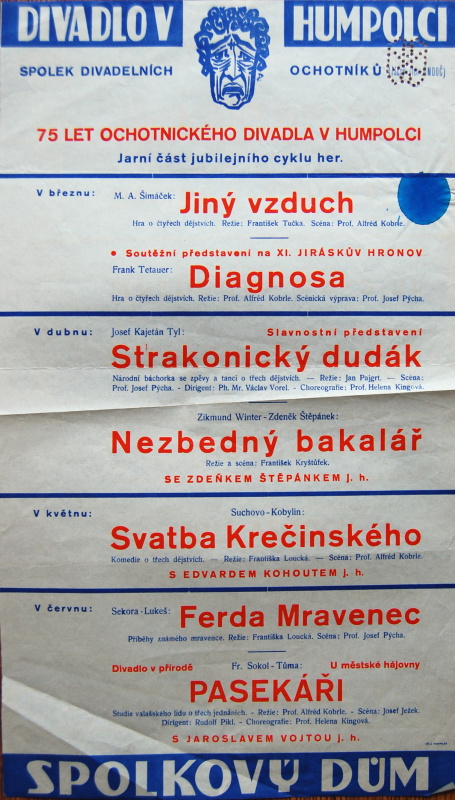 DIVADLO V HUMPOLCI
SPOLEK DIVADELNÍCH OCHOTNÍKŮ
75 LET OCHOTNICKÉHO DIVADLA V HUMPOLCI
Jarní část jubilejního cyklu her.
V březnu: M. A. Šimáček: Jiný vzduch
Hra o čtyřech dějstvích. Režie: František Tučka. Scéna: Prof. Alfréd Kobrle.
• Soutěžní představení na XI. JIRÁSKŮV HRONOV
Frank Tetauer: Diagnosa
Hra o čtyřech dějstvích. Režie: Prof. Alfréd Kobrle. Scénická výprava: Prof. Josef Pýcha.
V dubnu: Josef Kajetán Tyl: Slavnostní představení
Strakonický dudák
Národní báchorka se zpěvy a tanci o třech dějstvích. — Režie: Jan Pajgrt. — Scéna:
Prof. Josef Pýcha. - Dirigent: Ph. Mr. Václav Vorel. - Choreografie: Prof. Helena Kingová.
Zikmund Winter-Zdeněk Štěpánek:
Nezbedný bakalář
Režie a scéna: František Kryštůfek.
SE ZDEŇKEM ŠTĚPÁNKEM j. h.
V květnu: Suchovo-Kobylin:
Svatba Krečinského
Komedie o třech dějstvích. — Režie: Františka Loucká. — Scéna: Prof. Alfréd Kobrle.
S EDVARDEM KOHOUTEM j. h.
V červnu: Sekora-Lukeš: Ferda Mravenec
Příběhy známého mravence. Režie: Františka Loucká. Scéna: Prof. Josef Pýcha.
Divadlo v přírodě Fr. Sokol-Tůma: U městské hájovny
PASEKÁŘI
Studie valašského lidu o třech jednáních. - Režie: Prof. Alfréd Kobrle. - Scéna: Josef Ježek.
Dirigent: Rudolf Pikl. - Choreografie: Prof. Helena Kingová.
S JAROSLAVEM VOJTOU j. h.
SPOLKOVÝ DŮM